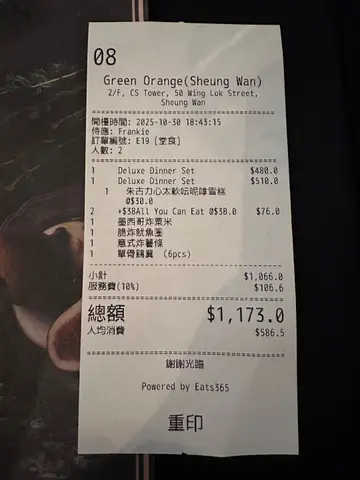 08
Green Orange(Sheung Wan)
2/F, CS Tower, 50 Wing Lok Street,
Sheung Wan
開檯時間: 2025-10-30 18:43:15
侍應: Frankie
訂單編號: E19 [堂食]
人數: 2
1 Deluxe Dinner Set $480.0
1 Deluxe Dinner Set $510.0
1 朱古力心太軟呍呢嗱雪糕
@$30.0
2 +$38All You Can Eat @$38.0 $76.0
1 墨西哥炸粟米
1 脆炸魷魚圈
1 意式炸薯條
1 單骨鷄翼 (6pcs)
小計 $1,066.0
服務費(10%) $106.6
總額 $1,173.0
人均消費 $586.5
謝謝光臨
Powered by Eats365
重印